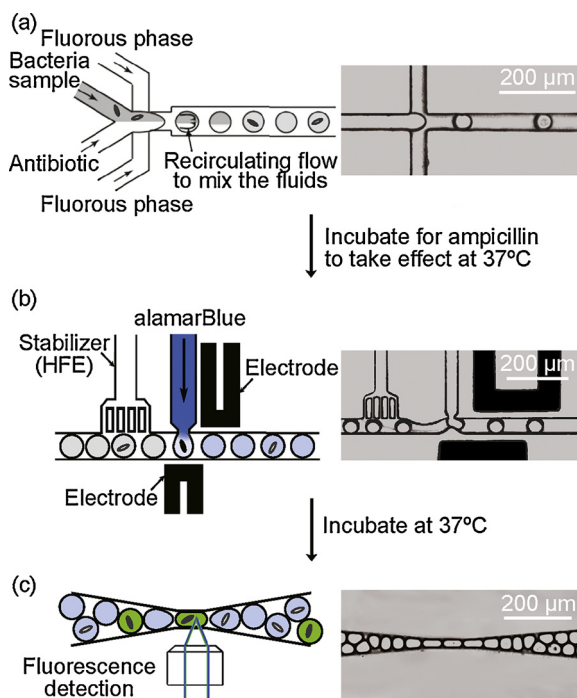 (a)
Fluorous phase
Bacteria
sample
200 µm
Antibiotic
Recirculating flow
to mix the fluids
Fluorous phase
Incubate for ampicillin
to take effect at 37ºC
(b)
alamarBlue
Stabilizer
(HFE)
Electrode
200 µm
Electrode
Incubate at 37ºC
(c)
200 µm
Fluorescence
detection